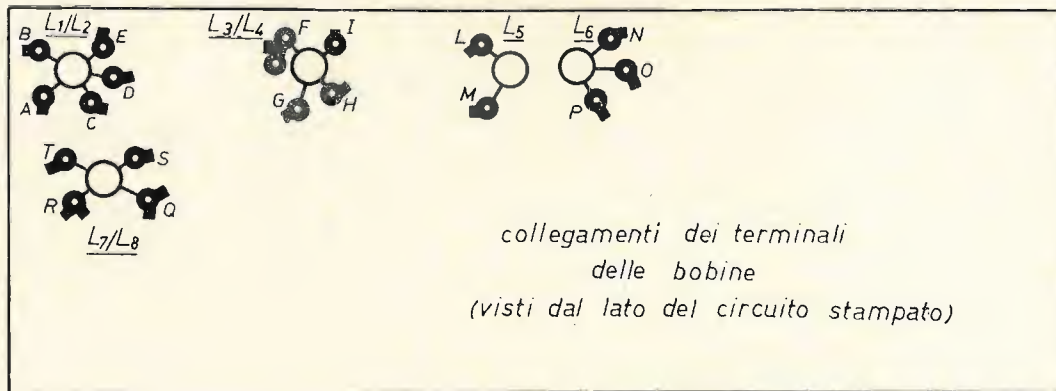 L1/L2
B
E
A
D
C
L3/L4
F
I
G
H
L5
L
M
L6
N
O
P
T
S
R
Q
L7/L8
collegamenti dei terminali
delle bobine
(visti dal lato del circuito stampato)